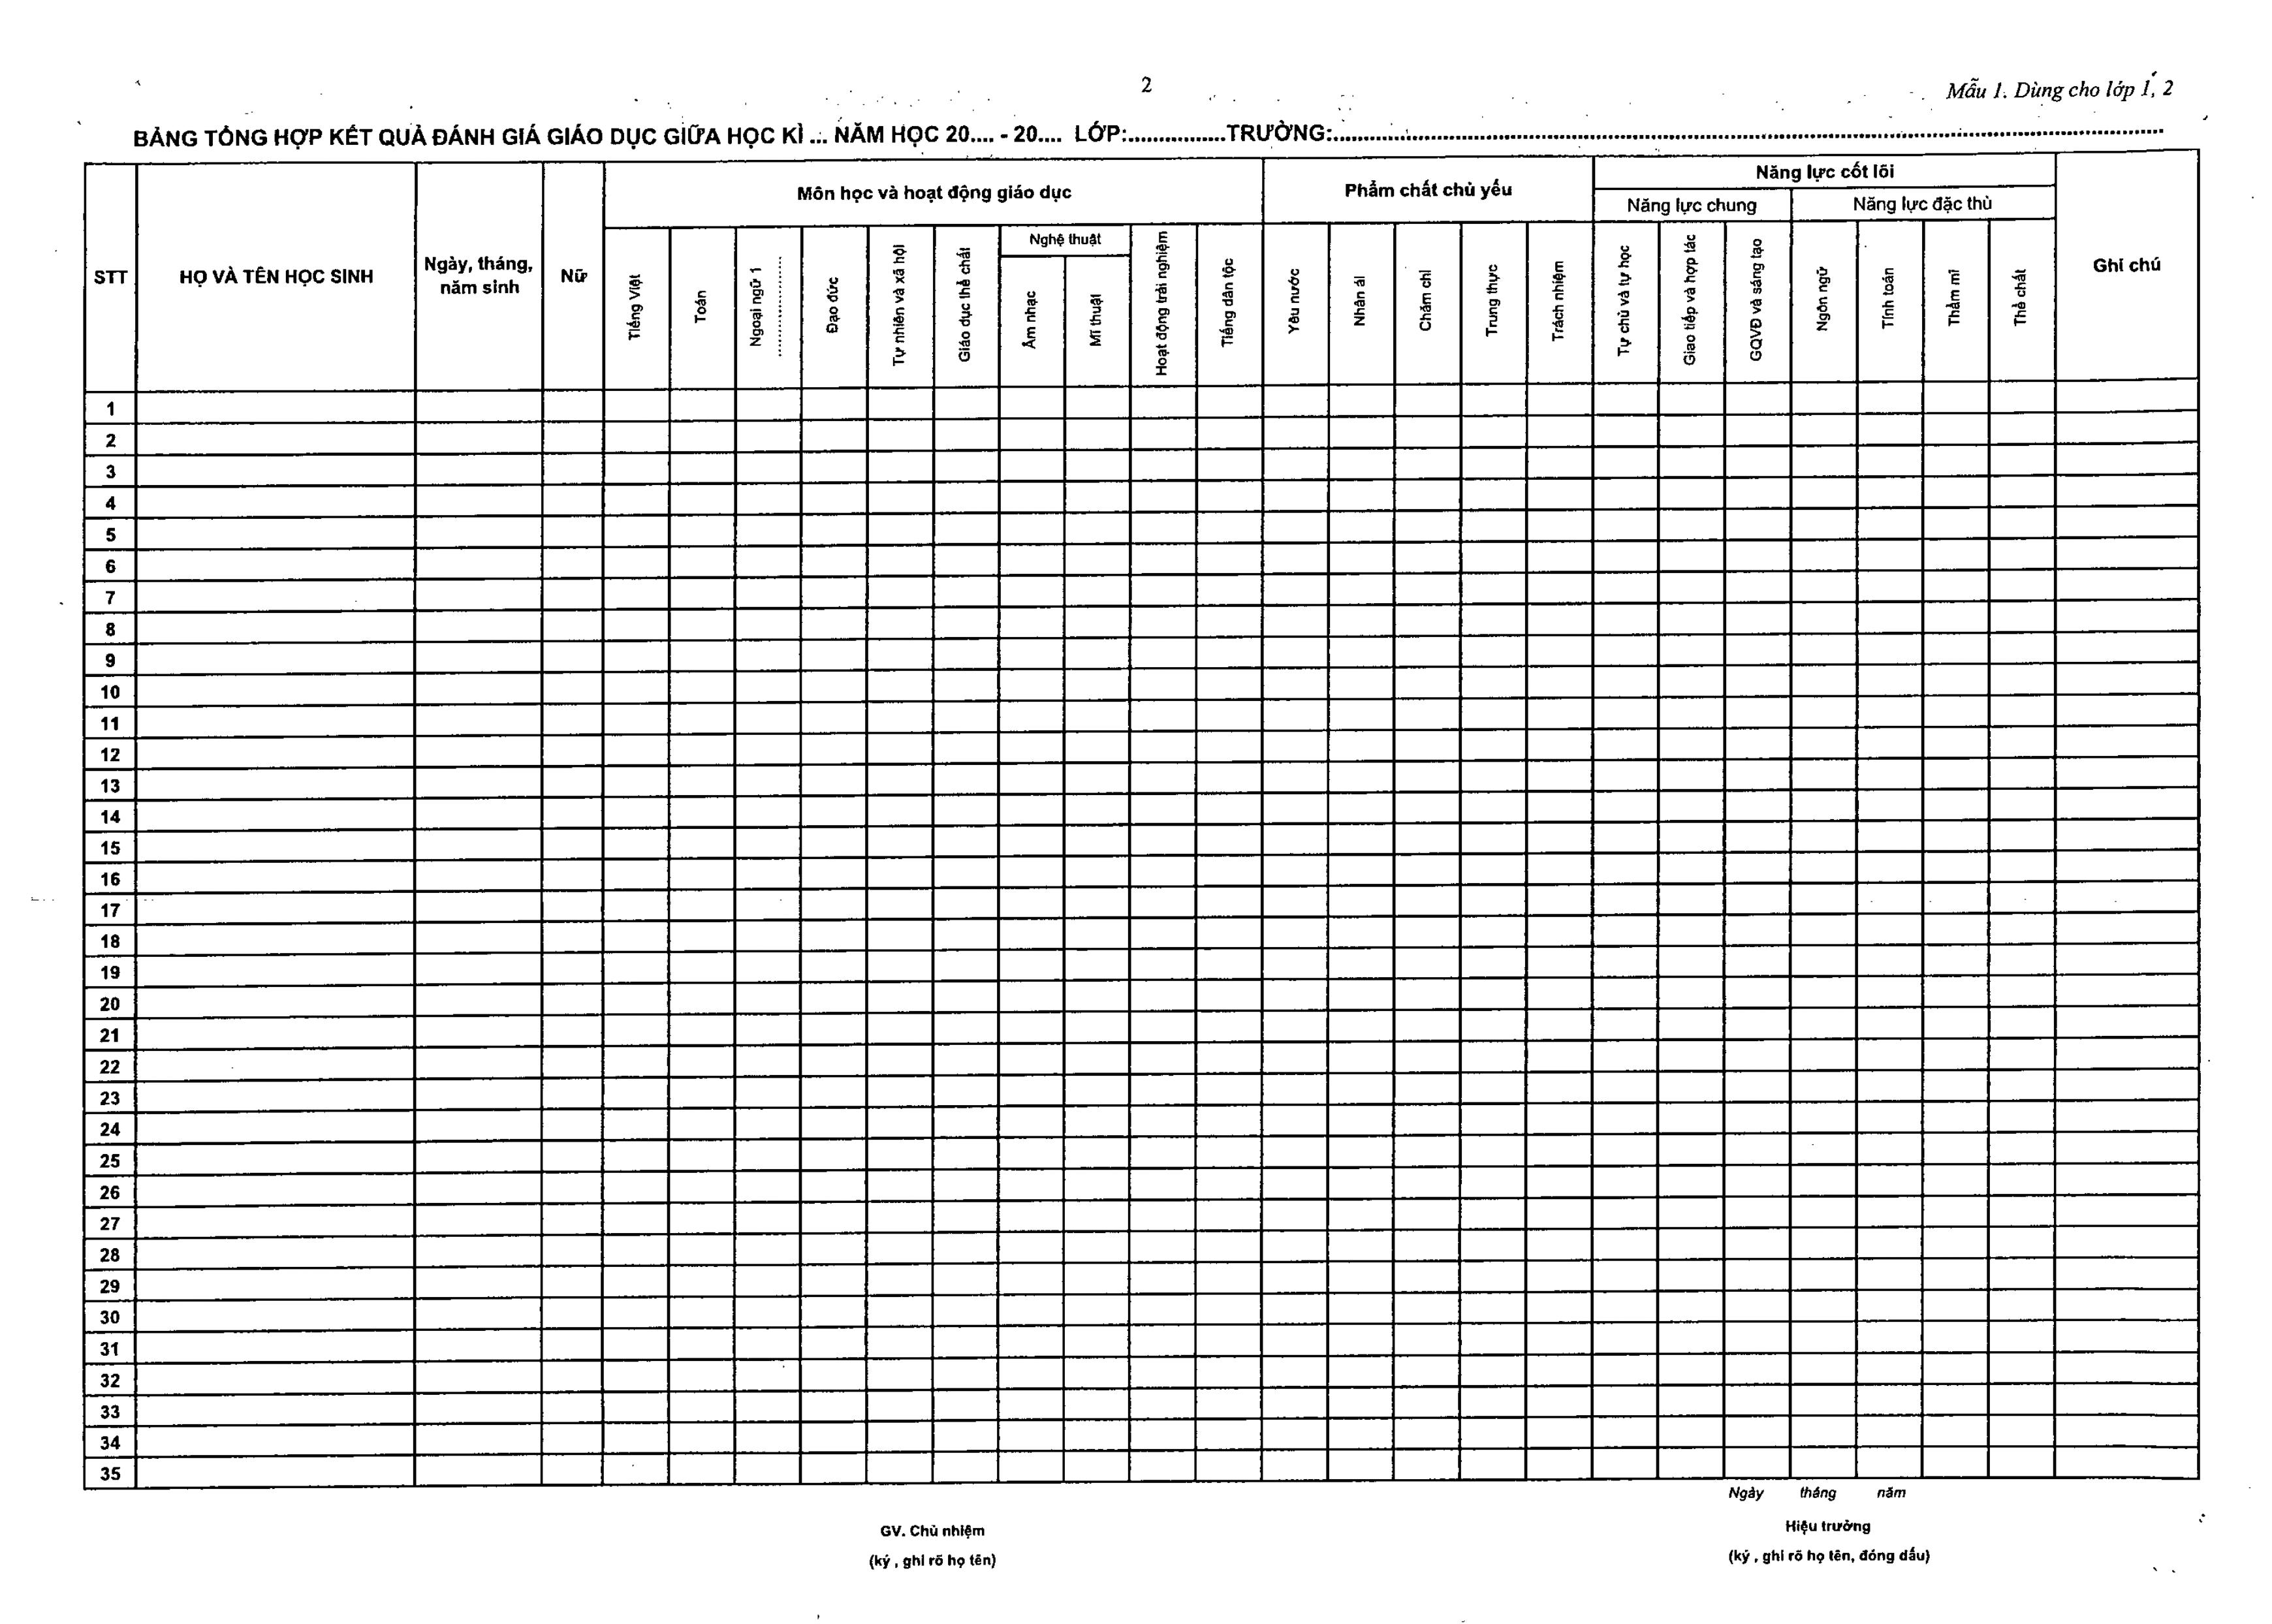 2
Mẫu 1. Dùng cho lớp 1, 2
BẢNG TỔNG HỢP KẾT QUẢ ĐÁNH GIÁ GIÁO DỤC GIỮA HỌC KÌ ... NĂM HỌC 20.... - 20.... LỚP:................TRƯỜNG:................
STT
HỌ VÀ TÊN HỌC SINH
Ngày, tháng,
năm sinh
Nữ
Môn học và hoạt động giáo dục
Phẩm chất chủ yếu
Năng lực cốt lõi
Ghi chú
Năng lực chung
Năng lực đặc thù
Nghệ thuật
Tiếng Việt
Toán
Ngoại ngữ 1
Đạo đức
Tự nhiên và xã hội
Giáo dục thể chất
Âm nhạc
Mĩ thuật
Hoạt động trải nghiệm
Tiếng dân tộc
Yêu nước
Nhân ái
Chăm chỉ
Trung thực
Trách nhiệm
Tự chủ và tự học
Giao tiếp và hợp tác
GQVĐ và sáng tạo
Ngôn ngữ
Tính toán
Thẩm mĩ
Thể chất
1
2
3
4
5
6
7
8
9
10
11
12
13
14
15
16
17
18
19
20
21
22
23
24
25
26
27
28
29
30
31
32
33
34
35
Ngày tháng năm
GV. Chủ nhiệm
Hiệu trưởng
(ký , ghi rõ họ tên)
(ký , ghi rõ họ tên, đóng dấu)